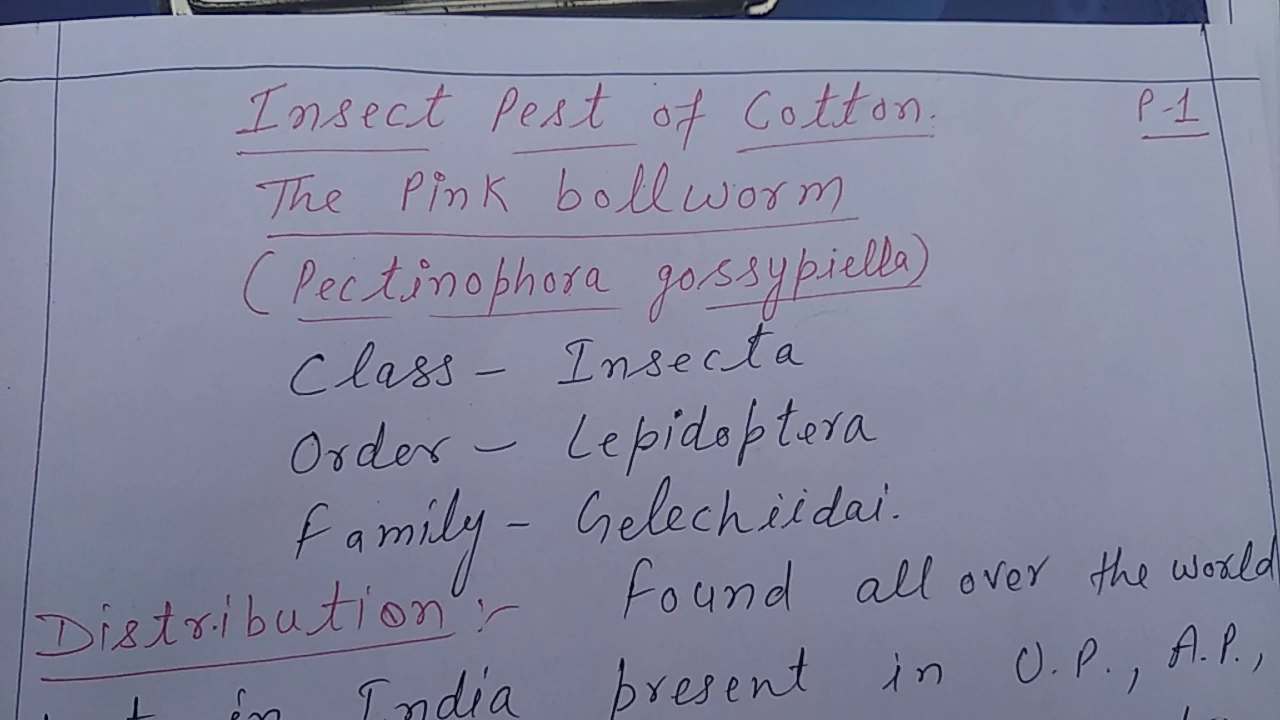 Insect Pest of Cotton. P-1
The Pink bollworm
(Pectinophora gossypiella)
Class - Insecta
Order - Lepidoptera
Family - Gelechiidai.
Distribution :- Found all over the world
in India present in U.P., A.P.,